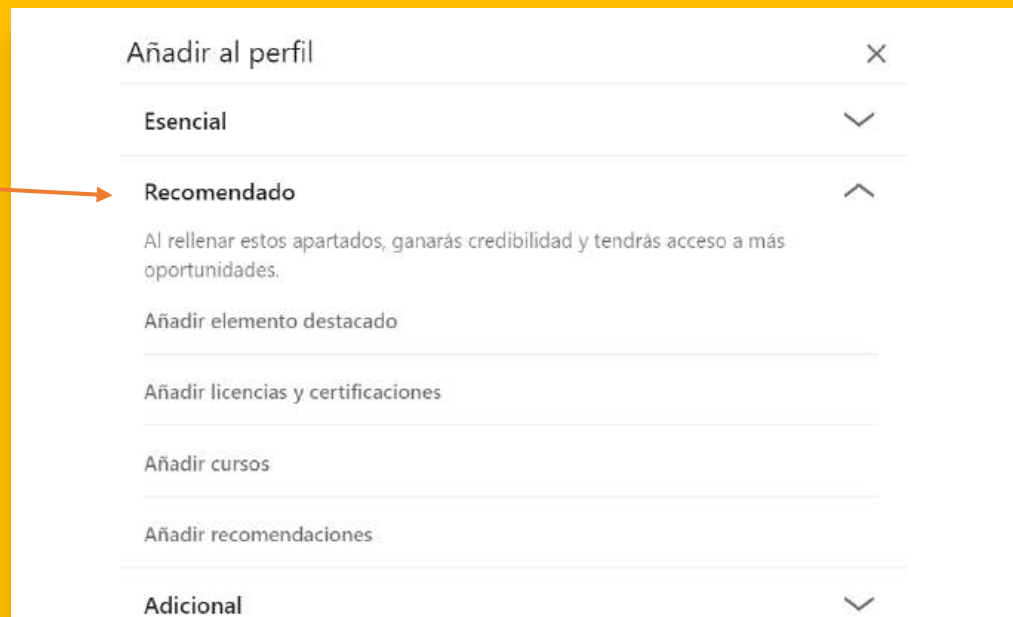 Añadir al perfil
Esencial
Recomendado
Al rellenar estos apartados, ganarás credibilidad y tendrás acceso a más
oportunidades.
Añadir elemento destacado
Añadir licencias y certificaciones
Añadir cursos
Añadir recomendaciones
Adicional